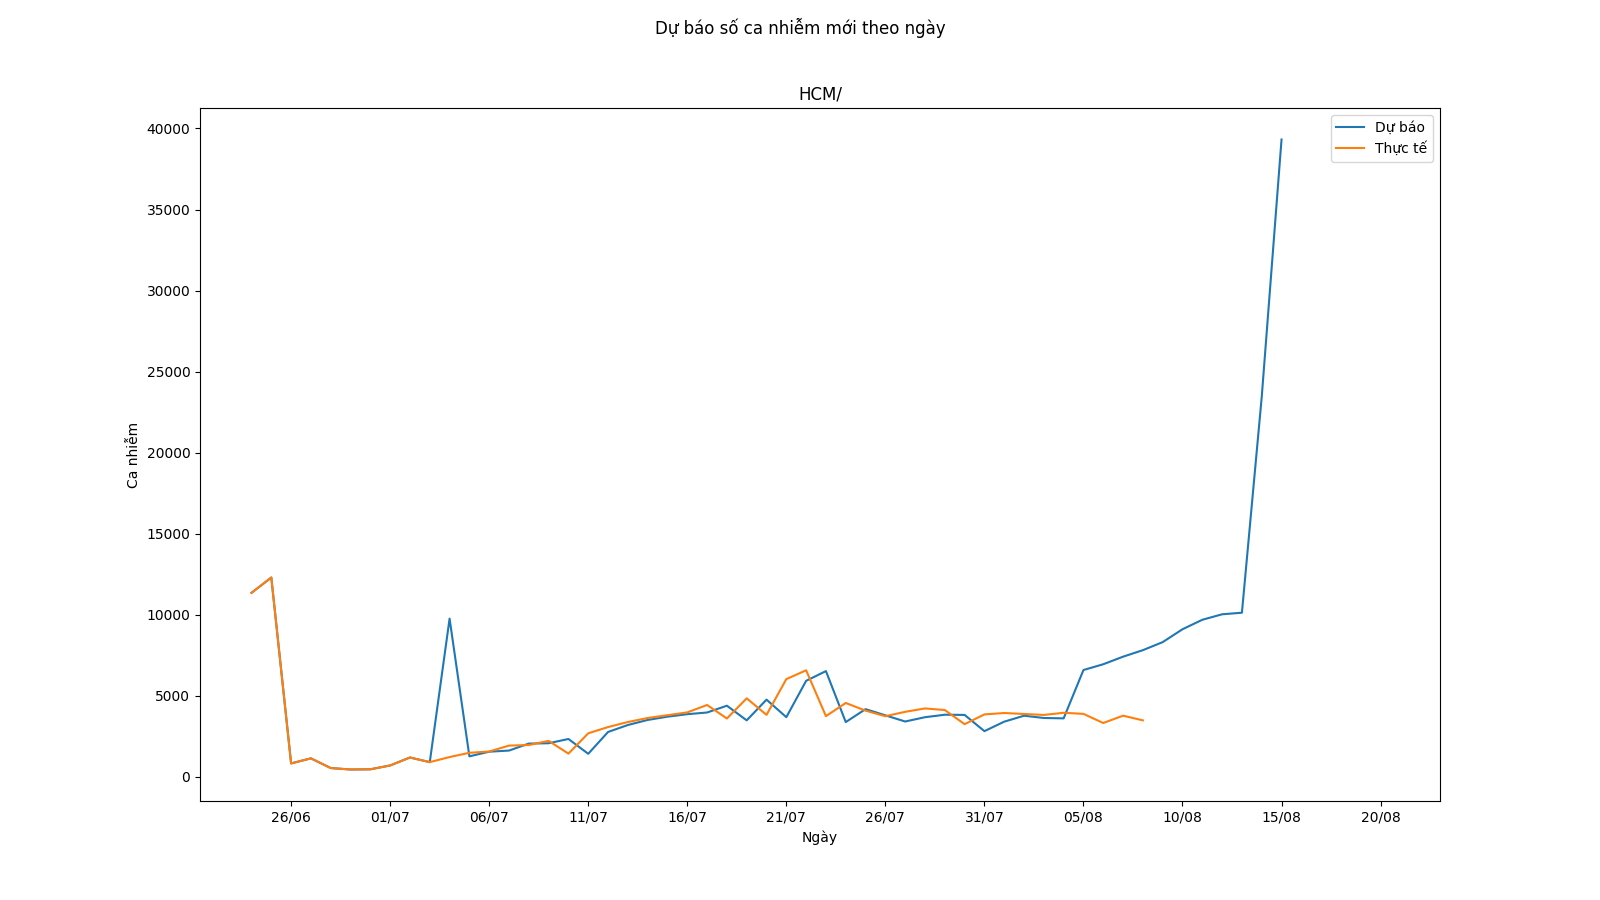 Dự báo số ca nhiễm mới theo ngày
HCM/
Dự báo
Thực tế
40000
35000
30000
25000
20000
15000
10000
5000
0
Ca nhiễm
26/06 01/07 06/07 11/07 16/07 21/07 26/07 31/07 05/08 10/08 15/08 20/08
Ngày